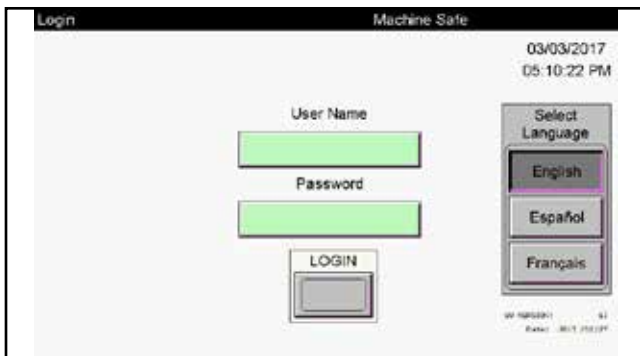 Login
Machine Safe
03/03/2017
05:10:22 PM
User Name
Password
LOGIN
Select
Language
English
Español
Français